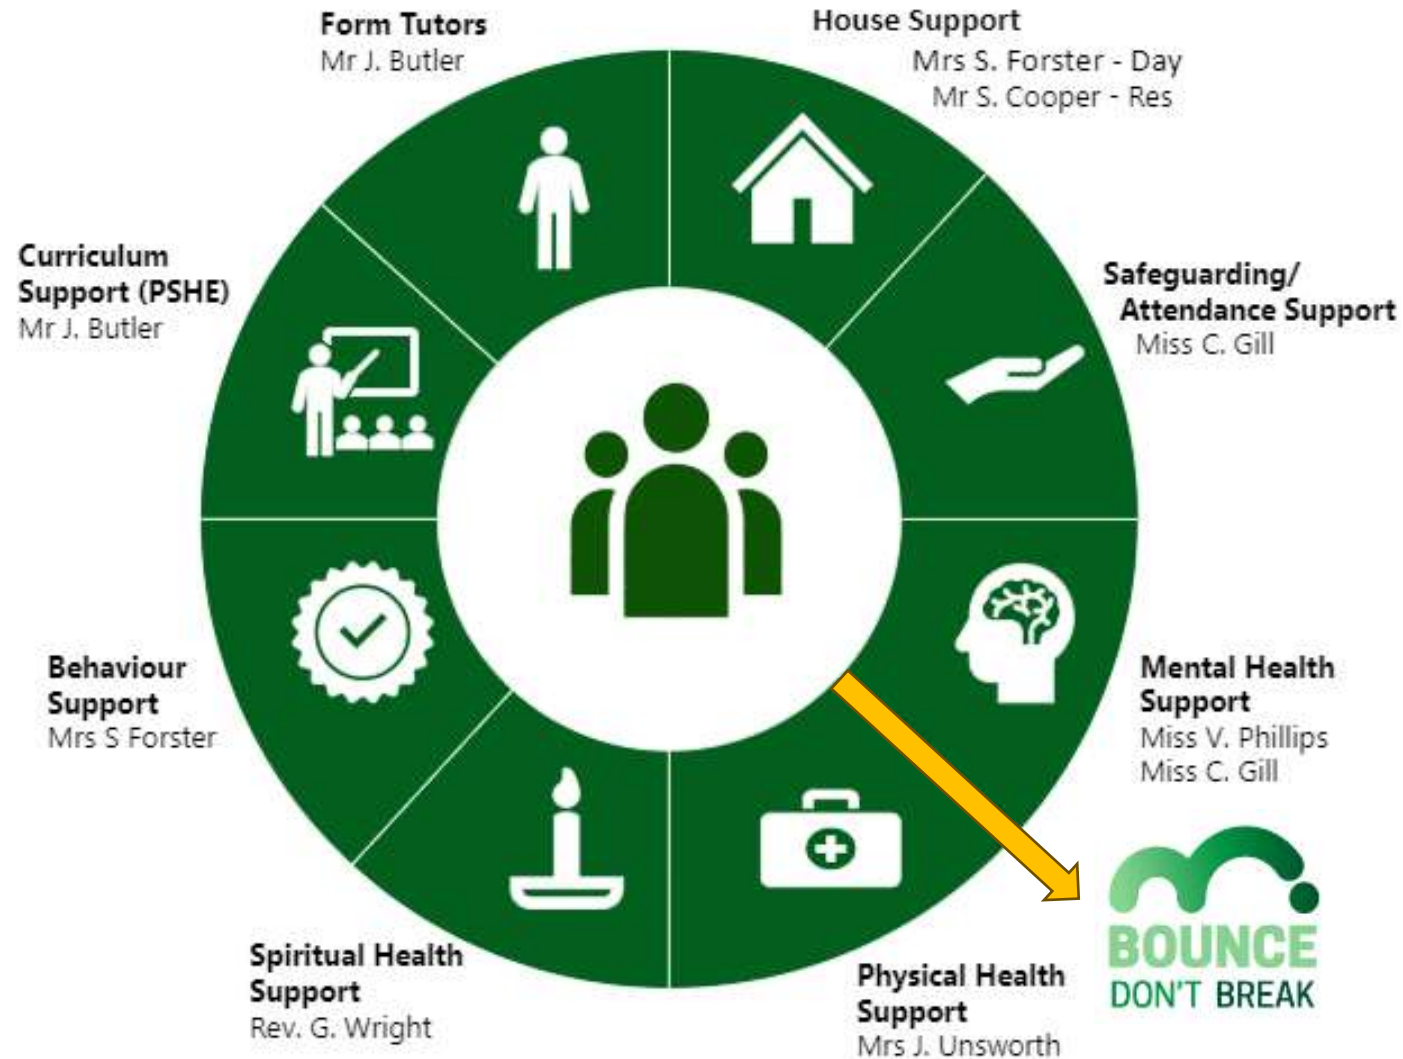 Form Tutors
Mr J. Butler
House Support
Mrs S. Forster - Day
Mr S. Cooper - Res
Safeguarding/
Attendance Support
Miss C. Gill
Mental Health
Support
Miss V. Phillips
Miss C. Gill
BOUNCE
DON'T BREAK
Physical Health
Support
Mrs J. Unsworth
Spiritual Health
Support
Rev. G. Wright
Behaviour
Support
Mrs S Forster
Curriculum
Support (PSHE)
Mr J. Butler